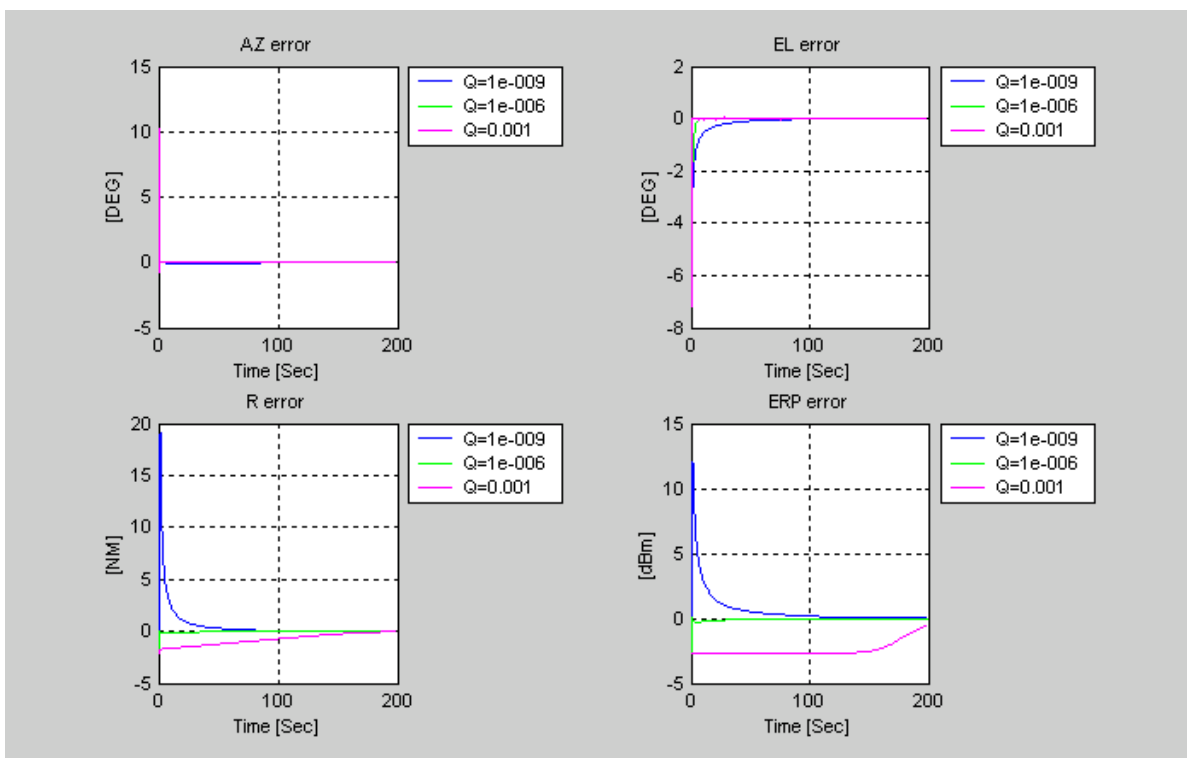 AZ error
15
10
5
0
-5
[DEG]
0 100 200
Time [Sec]
Q=1e-009
Q=1e-006
Q=0.001
EL error
2
0
-2
-4
-6
-8
[DEG]
0 100 200
Time [Sec]
Q=1e-009
Q=1e-006
Q=0.001
R error
20
15
10
5
0
-5
[NM]
0 100 200
Time [Sec]
Q=1e-009
Q=1e-006
Q=0.001
ERP error
15
10
5
0
-5
[dBm]
0 100 200
Time [Sec]
Q=1e-009
Q=1e-006
Q=0.001